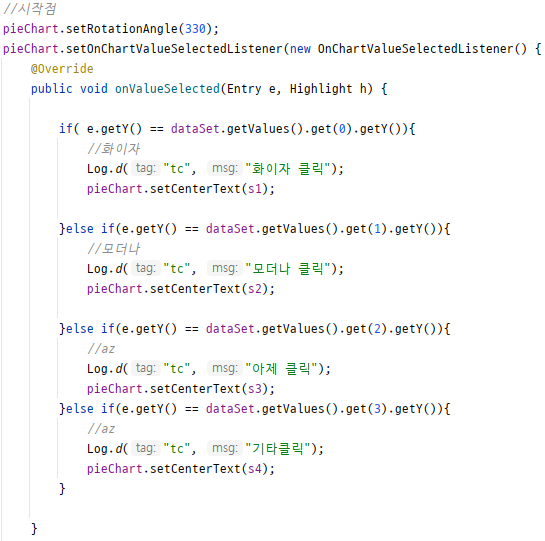 //시작점
pieChart.setRotationAngle(330);
pieChart.setOnChartValueSelectedListener(new OnChartValueSelectedListener() {
@Override
public void onValueSelected(Entry e, Highlight h) {
if( e.getY() == dataSet.getValues().get(0).getY()){
//화이자
Log.d( tag: "tc", msg: "화이자 클릭");
pieChart.setCenterText(s1);
}else if(e.getY() == dataSet.getValues().get(1).getY()){
//모더나
Log.d( tag: "tc", msg: "모더나 클릭");
pieChart.setCenterText(s2);
}else if(e.getY() == dataSet.getValues().get(2).getY()){
//az
Log.d( tag: "tc", msg: "아제 클릭");
pieChart.setCenterText(s3);
}else if(e.getY() == dataSet.getValues().get(3).getY()){
//az
Log.d( tag: "tc", msg: "기타클릭");
pieChart.setCenterText(s4);
}
}